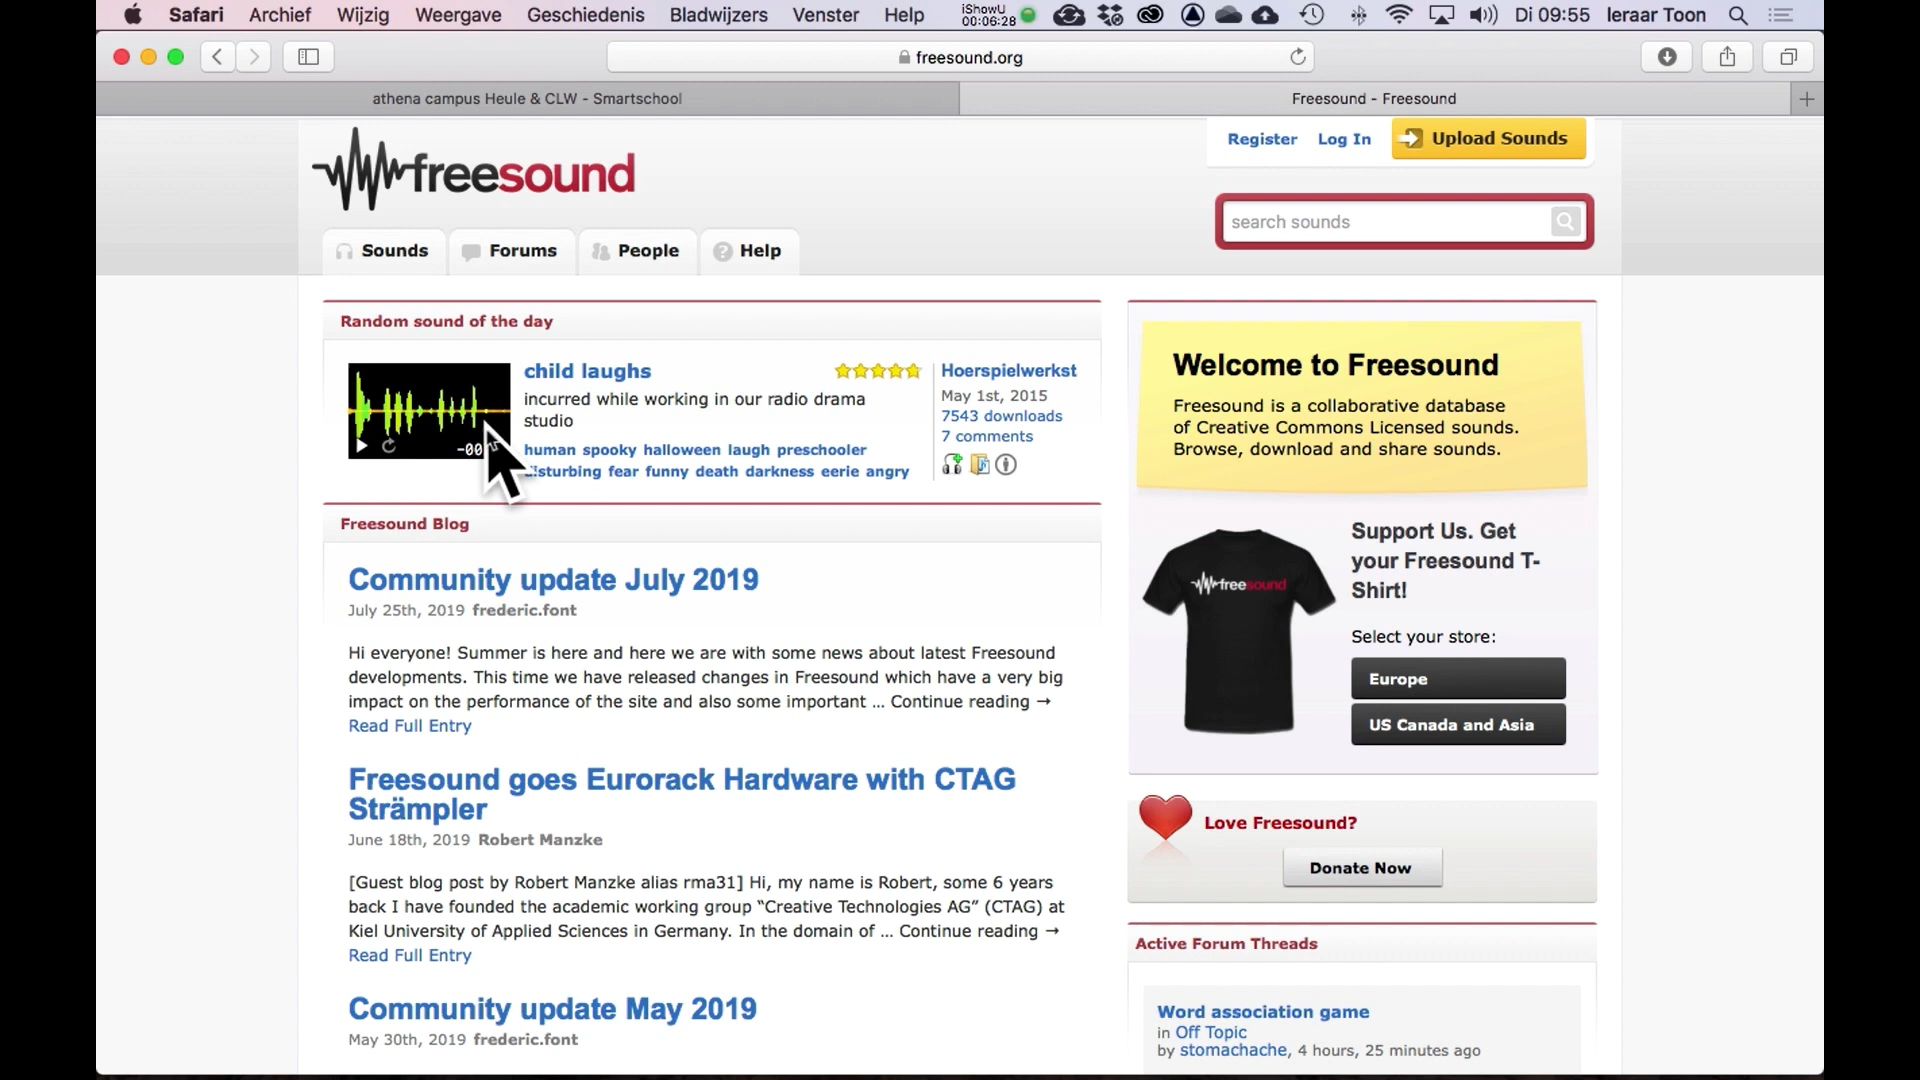 Safari Archief Wijzig Weergave Geschiedenis Bladwijzers Venster Help iShowU 00:06:28 Di 09:55 leraar Toon
freesound.org
athena campus Heule & CLW - Smartschool
Freesound - Freesound
Register Log In Upload Sounds
freesound
search sounds
Sounds Forums People Help
Random sound of the day
child laughs
incurred while working in our radio drama
studio
human spooky halloween laugh preschooler
disturbing fear funny death darkness eerie angry
Hoerspielwerkst
May 1st, 2015
7543 downloads
7 comments
Freesound Blog
Community update July 2019
July 25th, 2019 frederic.font
Hi everyone! Summer is here and here we are with some news about latest Freesound
developments. This time we have released changes in Freesound which have a very big
impact on the performance of the site and also some important ... Continue reading →
Read Full Entry
Freesound goes Eurorack Hardware with CTAG
Strämpler
June 18th, 2019 Robert Manzke
[Guest blog post by Robert Manzke alias rma31] Hi, my name is Robert, some 6 years
back I have founded the academic working group “Creative Technologies AG” (CTAG) at
Kiel University of Applied Sciences in Germany. In the domain of ... Continue reading →
Read Full Entry
Community update May 2019
May 30th, 2019 frederic.font
Welcome to Freesound
Freesound is a collaborative database
of Creative Commons Licensed sounds.
Browse, download and share sounds.
freesound
Support Us. Get
your Freesound T-
Shirt!
Select your store:
Europe
US Canada and Asia
Love Freesound?
Donate Now
Active Forum Threads
Word association game
in Off Topic
by stomachache, 4 hours, 25 minutes ago